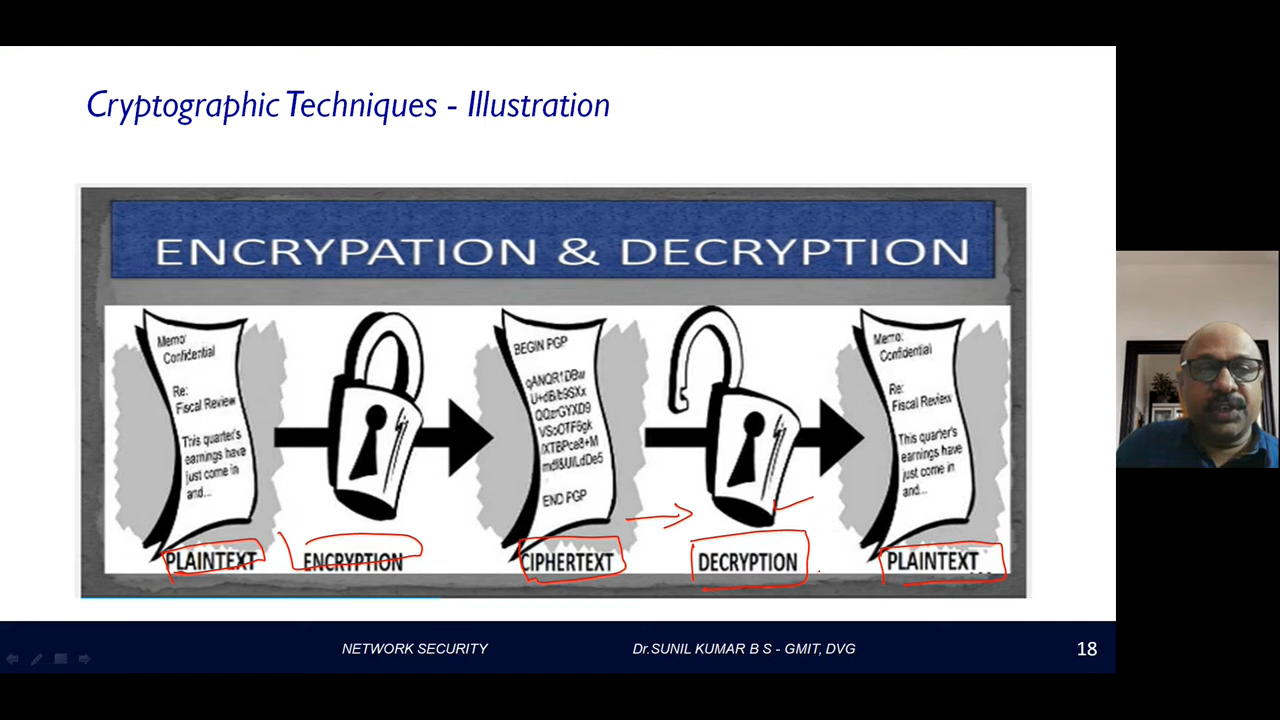 Cryptographic Techniques - Illustration
ENCRYPATION & DECRYPTION
Memo:
Confidential
Re:
Fiscal Review
This quarter's
earnings have
just come in
and...
BEGIN PGP
END PGP
Memo:
Confidential
Re:
Fiscal Review
This quarter's
earnings have
just come in
and...
PLAINTEXT
ENCRYPTION
CIPHERTEXT
DECRYPTION
PLAINTEXT
NETWORK SECURITY
Dr.SUNIL KUMAR B S - GMIT, DVG
18